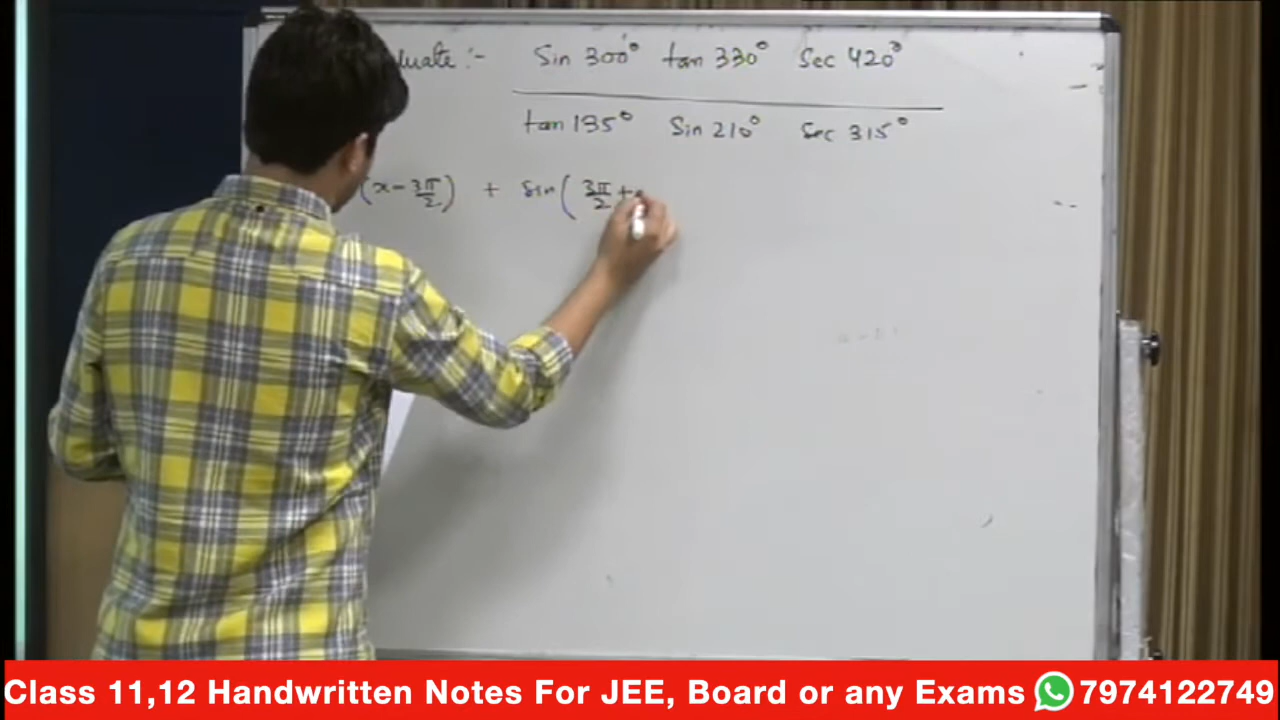 luate :- Sin 300° tan 330° Sec 420°
tan 135° Sin 210° Sec 315°
(x - 3π/2) + Sin( 3π/2 +
Class 11,12 Handwritten Notes For JEE, Board or any Exams 7974122749